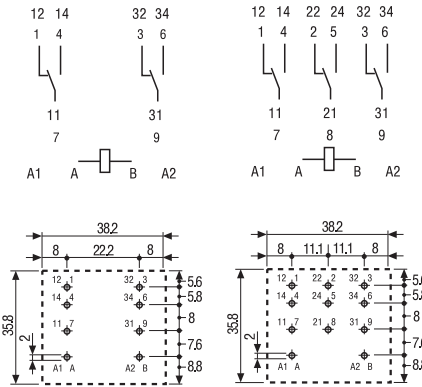 12 14 32 34
1 4 3 6
11 31
7 9
A1 A B A2
12 14 22 24 32 34
1 4 2 5 3 6
11 21 31
7 8 9
A1 A B A2
38.2
8 22.2 8
12 1 32 3
5.6
14 4 34 6
5.8
8
11 7 31 9
35.8
2
7.6
A1 A A2 B
8.8
38.2
8 11.1 11.1 8
12 1 22 2 32 3
14 4 24 5 34 6
8
11 7 21 8 31 9
35.8
2
A1 A A2 B